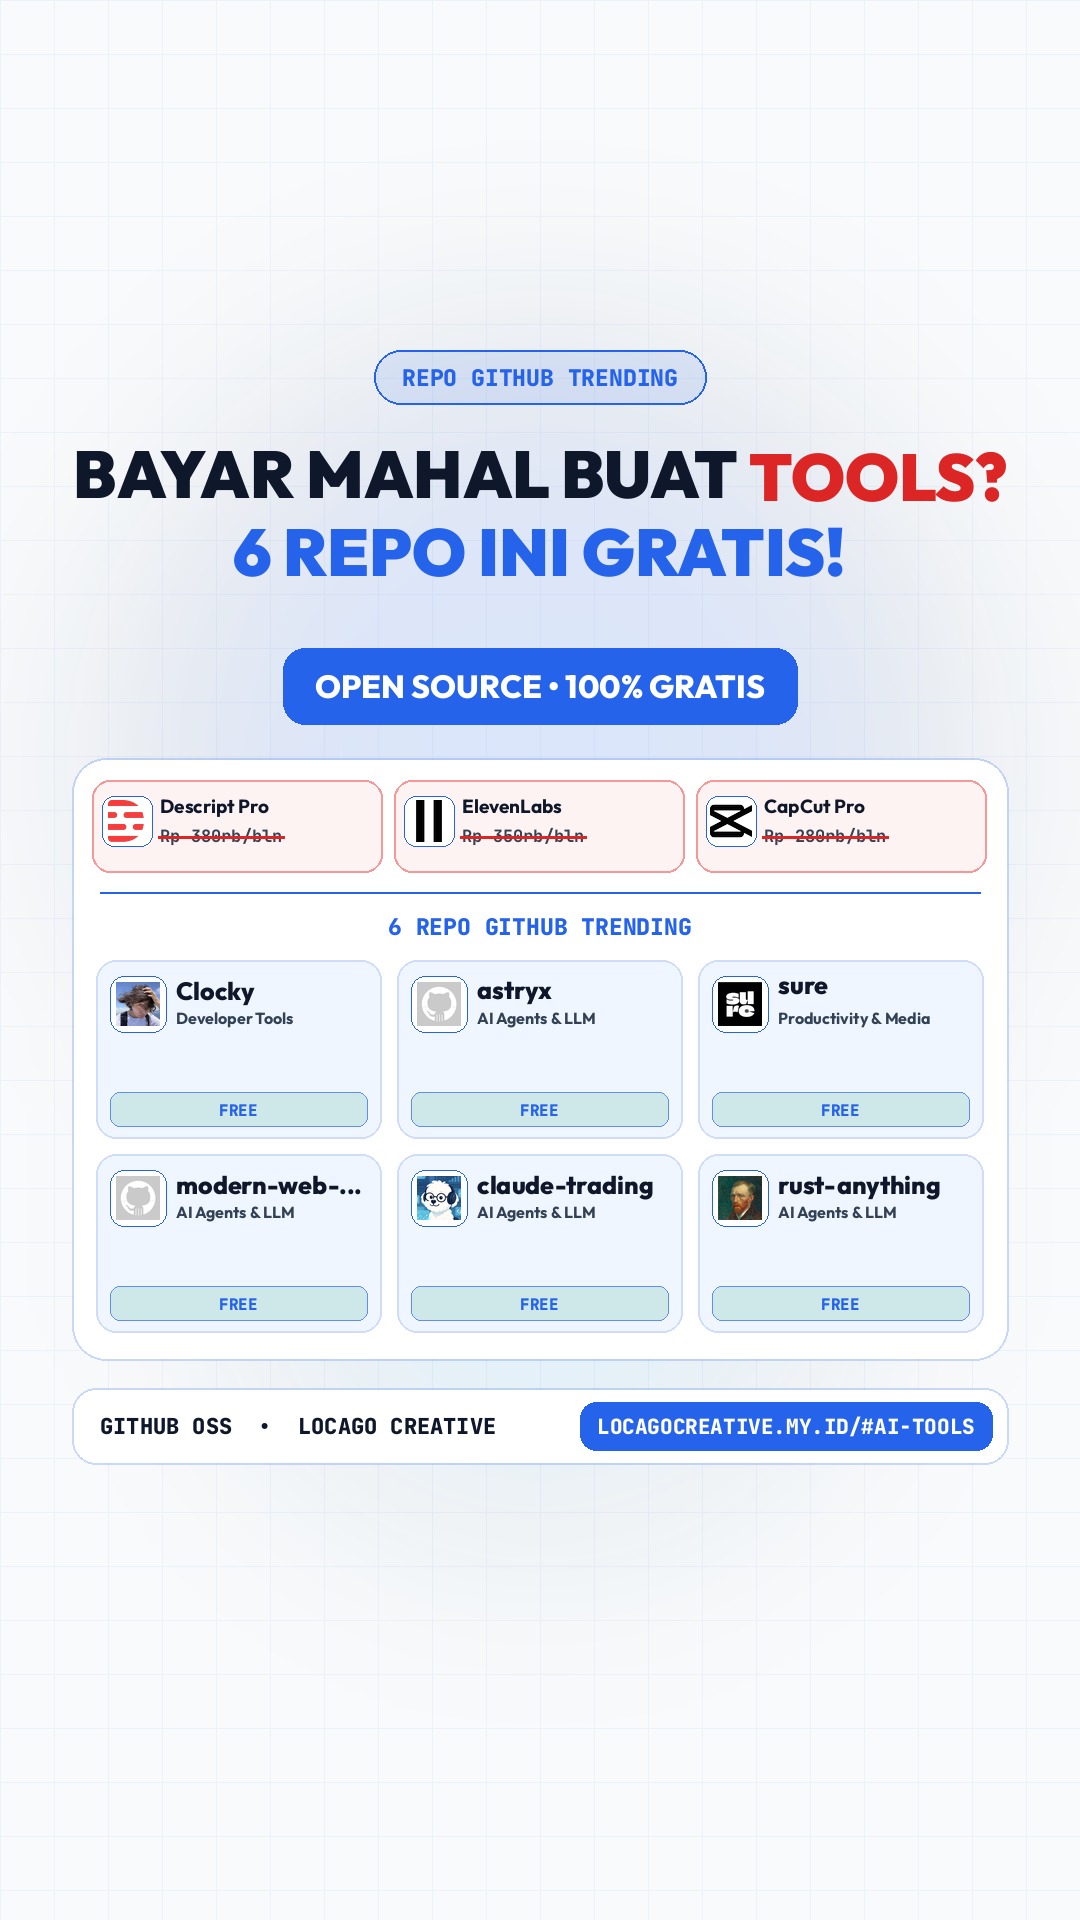 REPO GITHUB TRENDING
BAYAR MAHAL BUAT TOOLS?
6 REPO INI GRATIS!
OPEN SOURCE • 100% GRATIS
Descript Pro
Rp 380rb/bln
ElevenLabs
Rp 350rb/bln
CapCut Pro
Rp 280rb/bln
6 REPO GITHUB TRENDING
Clocky
Developer Tools
FREE
astryx
AI Agents & LLM
FREE
sure
sure
Productivity & Media
FREE
modern-web-...
AI Agents & LLM
FREE
claude-trading
AI Agents & LLM
FREE
rust-anything
AI Agents & LLM
FREE
GITHUB OSS • LOCAGO CREATIVE
LOCAGOCREATIVE.MY.ID/#AI-TOOLS